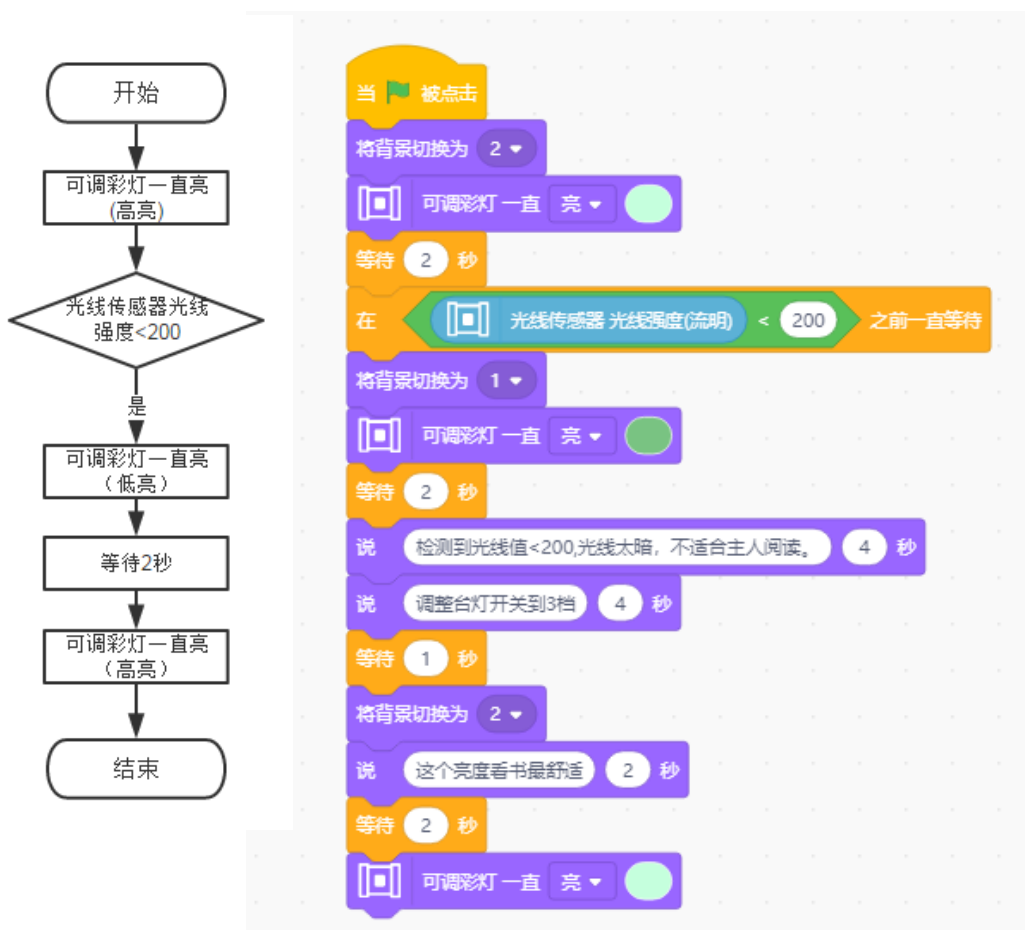 开始
可调彩灯一直亮
(高亮)
光线传感器光线
强度<200
是
可调彩灯一直亮
（低亮）
等待2秒
可调彩灯一直亮
（高亮）
结束
当 被点击
将背景切换为 2
可调彩灯 一直 亮
等待 2 秒
在 光线传感器 光线强度(流明) < 200 之前一直等待
将背景切换为 1
可调彩灯 一直 亮
等待 2 秒
说 检测到光线值<200,光线太暗，不适合主人阅读。 4 秒
说 调整台灯开关到3档 4 秒
等待 1 秒
将背景切换为 2
说 这个亮度看书最舒适 2 秒
等待 2 秒
可调彩灯 一直 亮